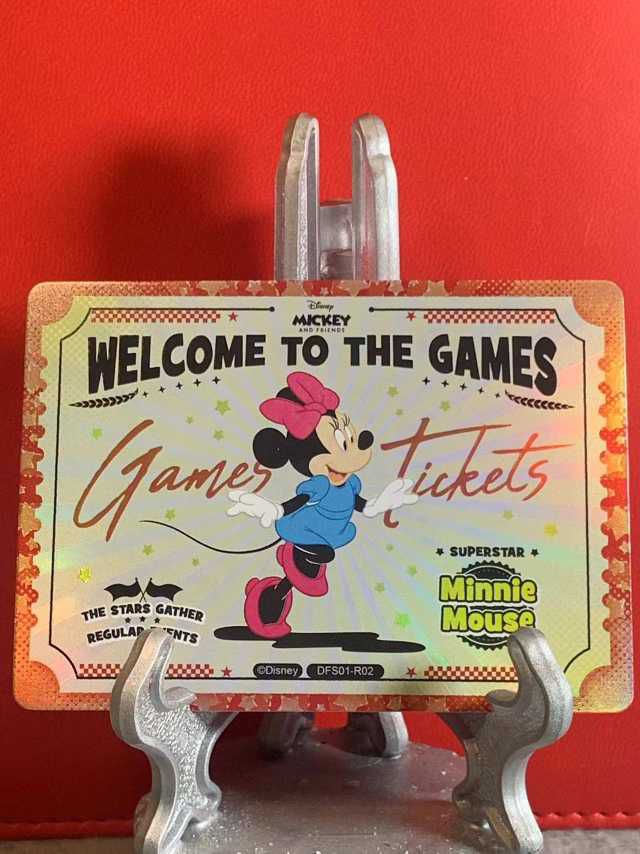 Disney
MICKEY
AND FRIENDS
WELCOME TO THE GAMES
Games Tickets
SUPERSTAR
Minnie
Mouse
THE STARS GATHER
REGULAR
©Disney DFS01-R02